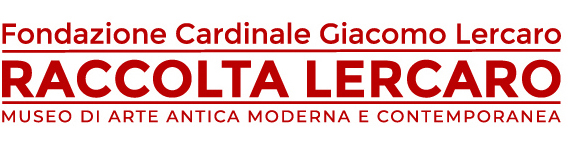 Fondazione Cardinale Giacomo Lercaro
RACCOLTA LERCARO
MUSEO DI ARTE ANTICA MODERNA E CONTEMPORANEA